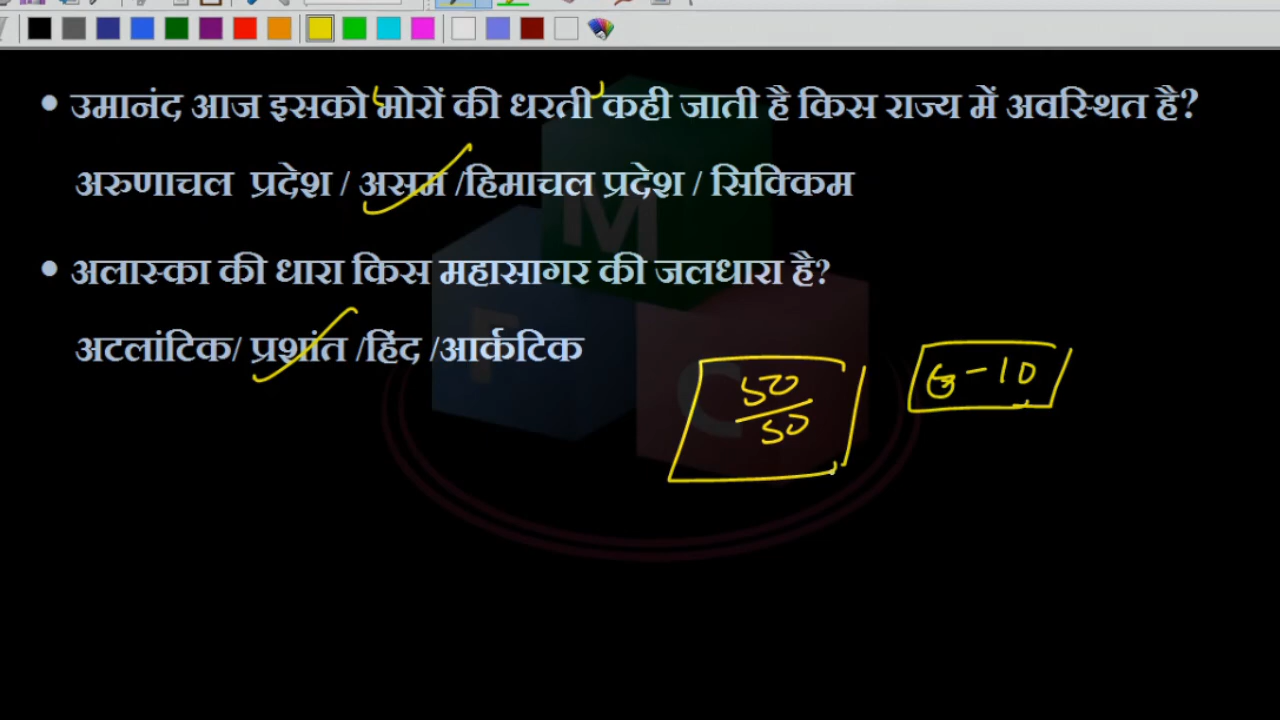 • उमानंद आज इसको 'मोरों की धरती' कही जाती है किस राज्य में अवस्थित है?
अरुणाचल प्रदेश / असम /हिमाचल प्रदेश / सिक्किम
• अलास्का की धारा किस महासागर की जलधारा है?
अटलांटिक/ प्रशांत /हिंद /आर्कटिक
50
50
-10
M
F
C